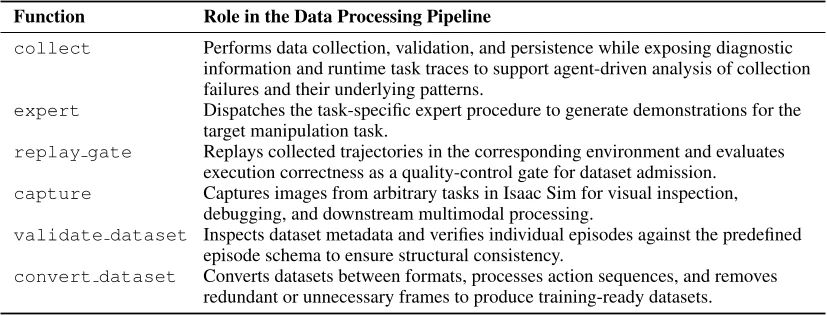 Function Role in the Data Processing Pipeline
collect Performs data collection, validation, and persistence while exposing diagnostic
information and runtime task traces to support agent-driven analysis of collection
failures and their underlying patterns.
expert Dispatches the task-specific expert procedure to generate demonstrations for the
target manipulation task.
replay_gate Replays collected trajectories in the corresponding environment and evaluates
execution correctness as a quality-control gate for dataset admission.
capture Captures images from arbitrary tasks in Isaac Sim for visual inspection,
debugging, and downstream multimodal processing.
validate_dataset Inspects dataset metadata and verifies individual episodes against the predefined
episode schema to ensure structural consistency.
convert_dataset Converts datasets between formats, processes action sequences, and removes
redundant or unnecessary frames to produce training-ready datasets.